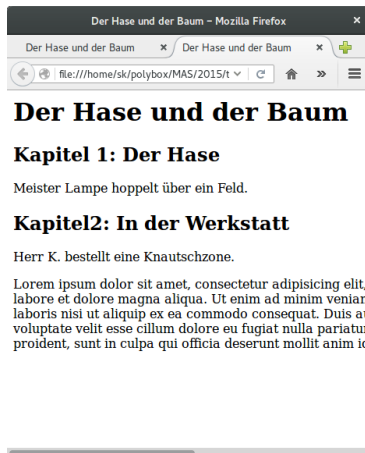 Der Hase und der Baum – Mozilla Firefox
Der Hase und der Baum Der Hase und der Baum
file:///home/sk/polybox/MAS/2015/t
Der Hase und der Baum
Kapitel 1: Der Hase
Meister Lampe hoppelt über ein Feld.
Kapitel2: In der Werkstatt
Herr K. bestellt eine Knautschzone.
Lorem ipsum dolor sit amet, consectetur adipisicing elit,
labore et dolore magna aliqua. Ut enim ad minim veniam
laboris nisi ut aliquip ex ea commodo consequat. Duis au
voluptate velit esse cillum dolore eu fugiat nulla pariatur
proident, sunt in culpa qui officia deserunt mollit anim id